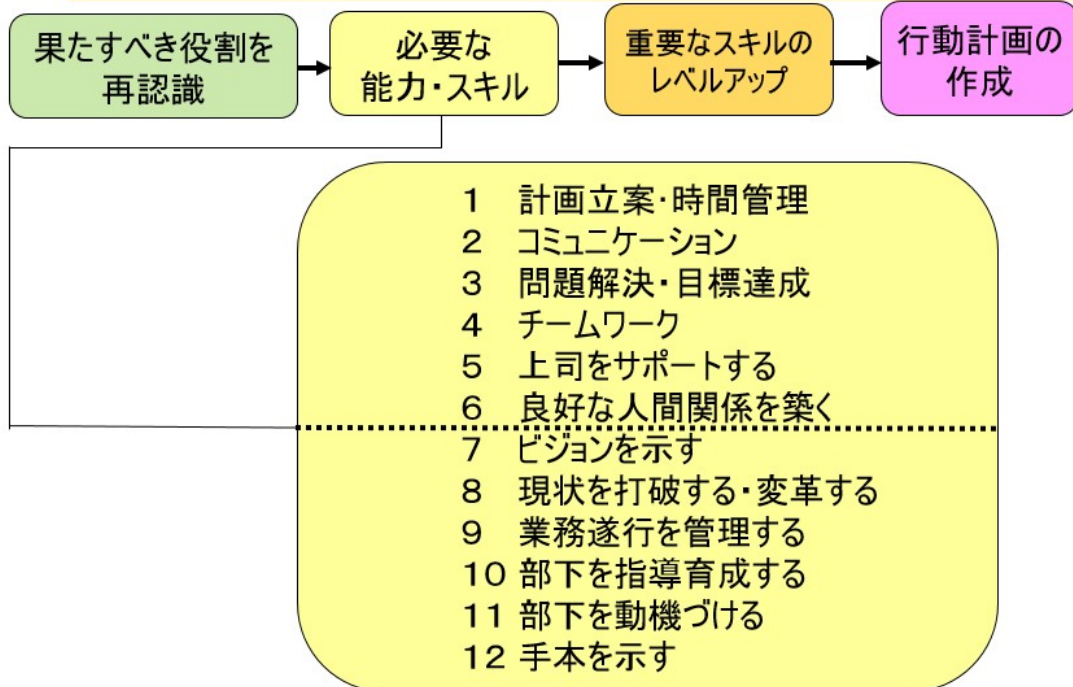 果たすべき役割を
再認識
必要な
能力・スキル
重要なスキルの
レベルアップ
行動計画の
作成
1 計画立案・時間管理
2 コミュニケーション
3 問題解決・目標達成
4 チームワーク
5 上司をサポートする
6 良好な人間関係を築く
7 ビジョンを示す
8 現状を打破する・変革する
9 業務遂行を管理する
10 部下を指導育成する
11 部下を動機づける
12 手本を示す